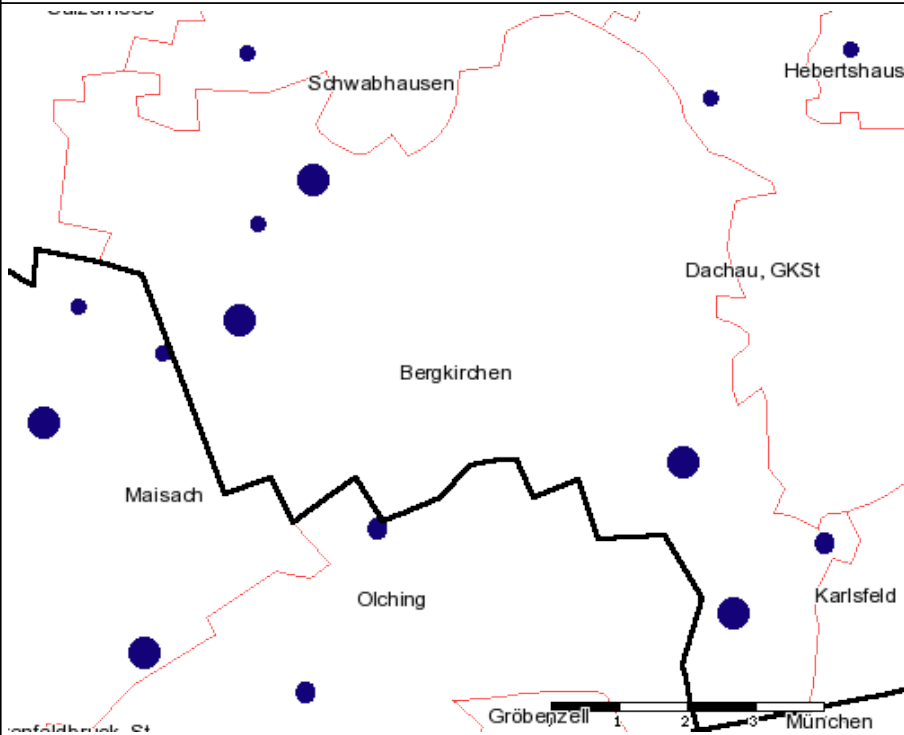 Schwabhausen
Hebertshaus
Dachau, GKSt
Bergkirchen
Maisach
Olching
Karlsfeld
Gröbenzell
1 2 3
München